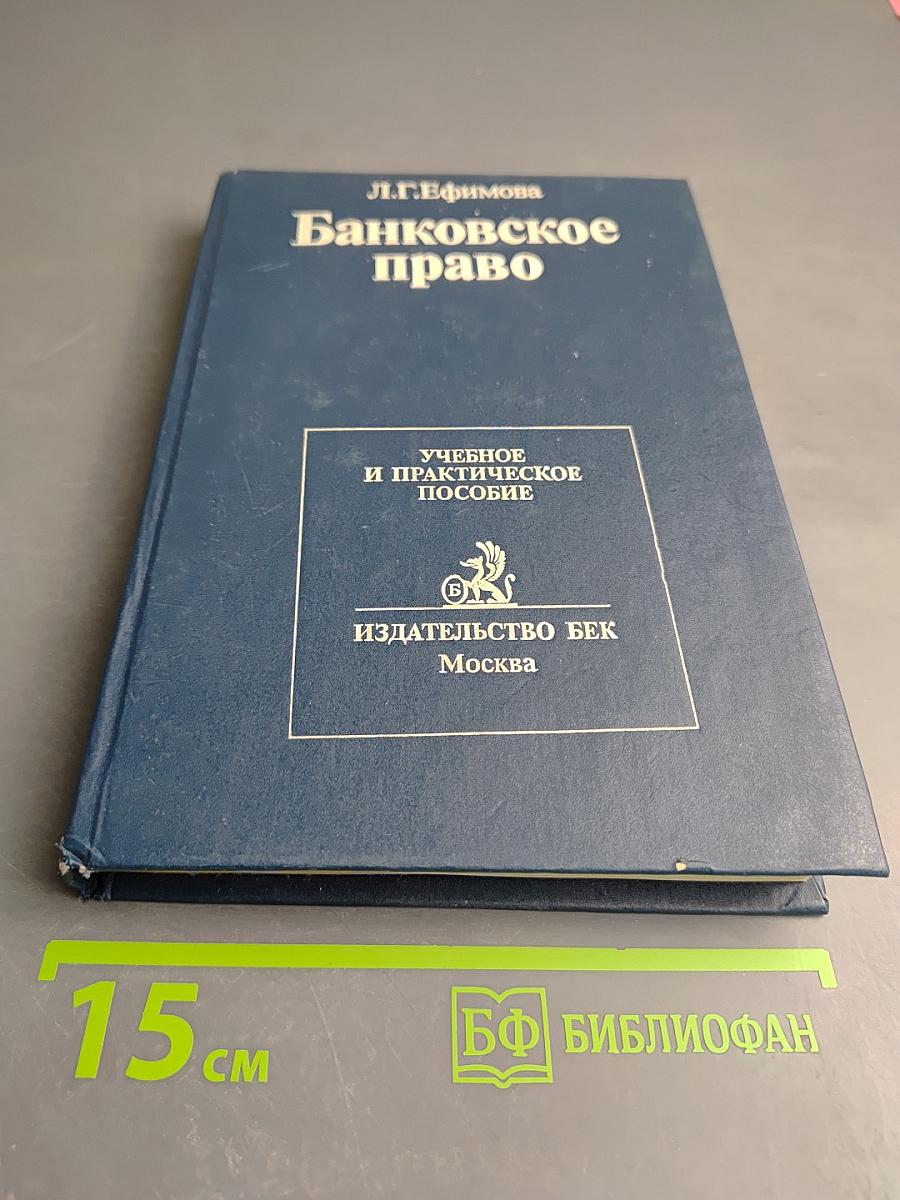 Л.Г.Ефимова
Банковское
право
УЧЕБНОЕ
И ПРАКТИЧЕСКОЕ
ПОСОБИЕ
Б
ИЗДАТЕЛЬСТВО БЕК
Москва
15 см
БФ БИБЛИОФАН